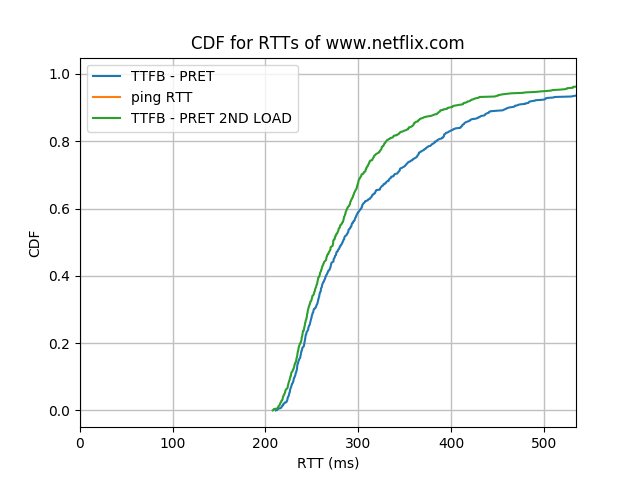 CDF for RTTs of www.netflix.com
TTFB - PRET
ping RTT
TTFB - PRET 2ND LOAD
1.0
0.8
0.6
0.4
0.2
0.0
CDF
0 100 200 300 400 500
RTT (ms)